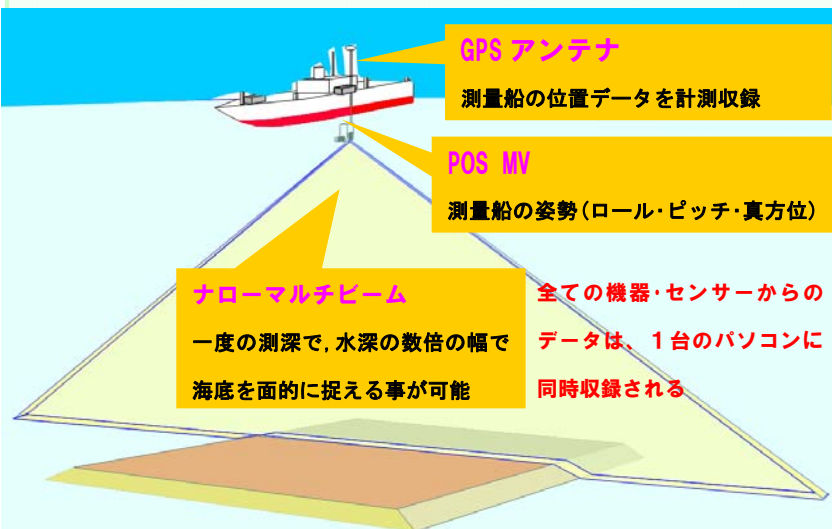 GPS アンテナ
測量船の位置データを計測収録
POS MV
測量船の姿勢(ロール・ピッチ・真方位)
ナローマルチビーム
一度の測深で,水深の数倍の幅で
海底を面的に捉える事が可能
全ての機器・センサーからの
データは、1台のパソコンに
同時収録される